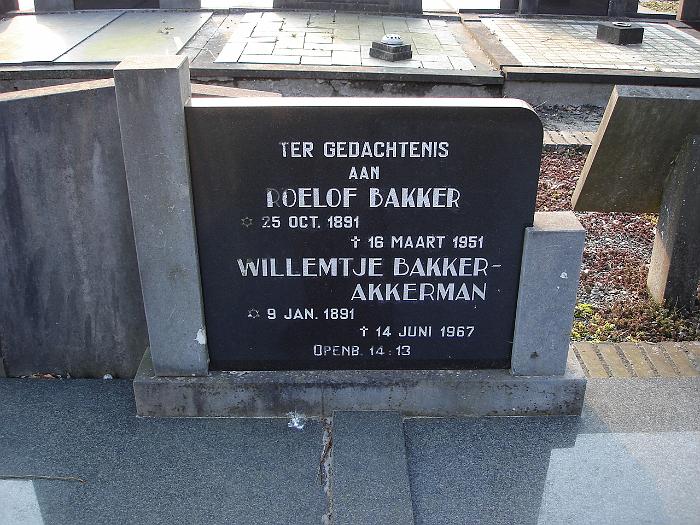 TER GEDACHTENIS
AAN
ROELOF BAKKER
✡ 25 OCT. 1891
† 16 MAART 1951
WILLEMTJE BAKKER-
AKKERMAN
✡ 9 JAN. 1891
† 14 JUNI 1967
OPENB. 14:13